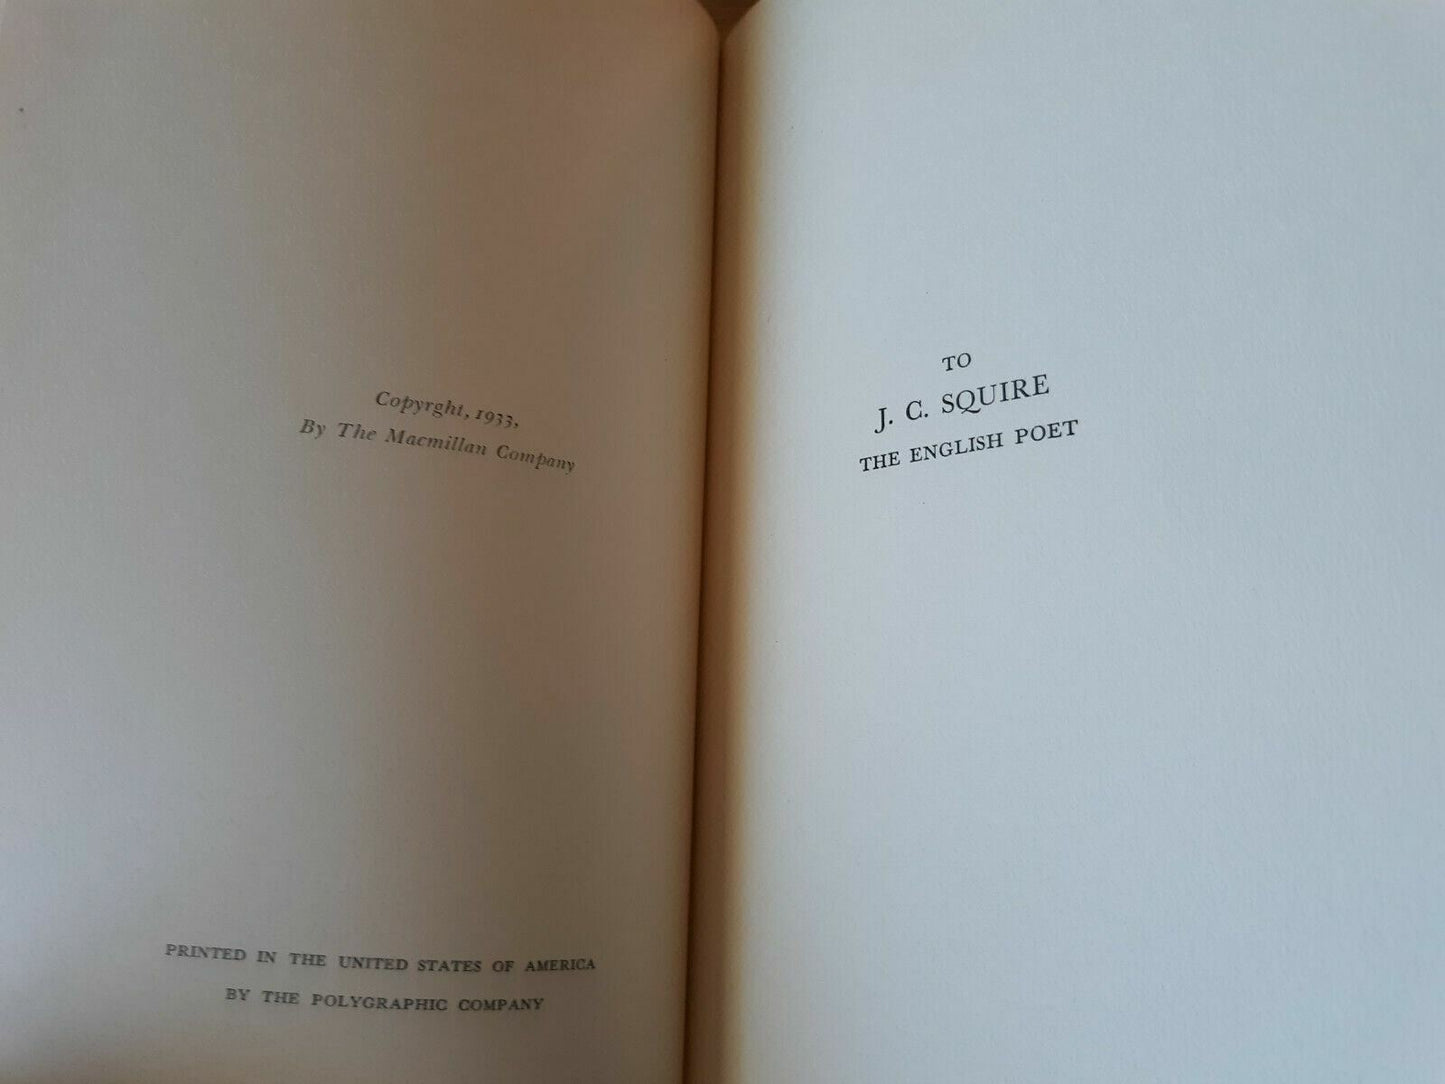 Copyrght, 1933,
By The Macmillan Company
PRINTED IN THE UNITED STATES OF AMERICA
BY THE POLYGRAPHIC COMPANY
TO
J. C. SQUIRE
THE ENGLISH POET